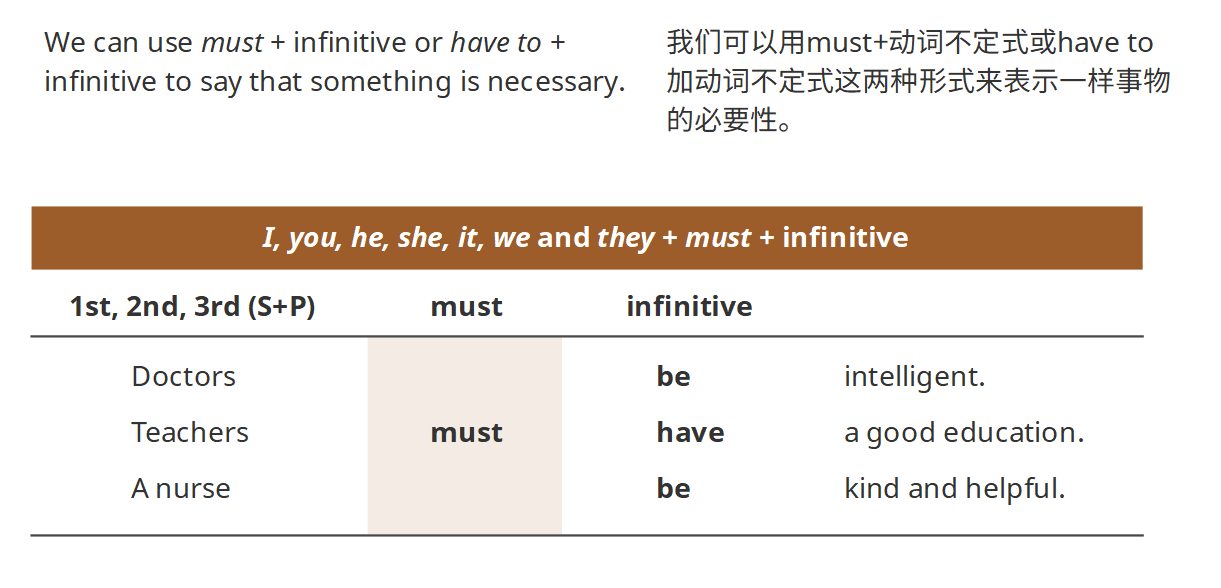 We can use must + infinitive or have to +
infinitive to say that something is necessary.
我们可以用must+动词不定式或have to
加动词不定式这两种形式来表示一样事物
的必要性。
I, you, he, she, it, we and they + must + infinitive
1st, 2nd, 3rd (S+P) must infinitive
Doctors be intelligent.
Teachers must have a good education.
A nurse be kind and helpful.